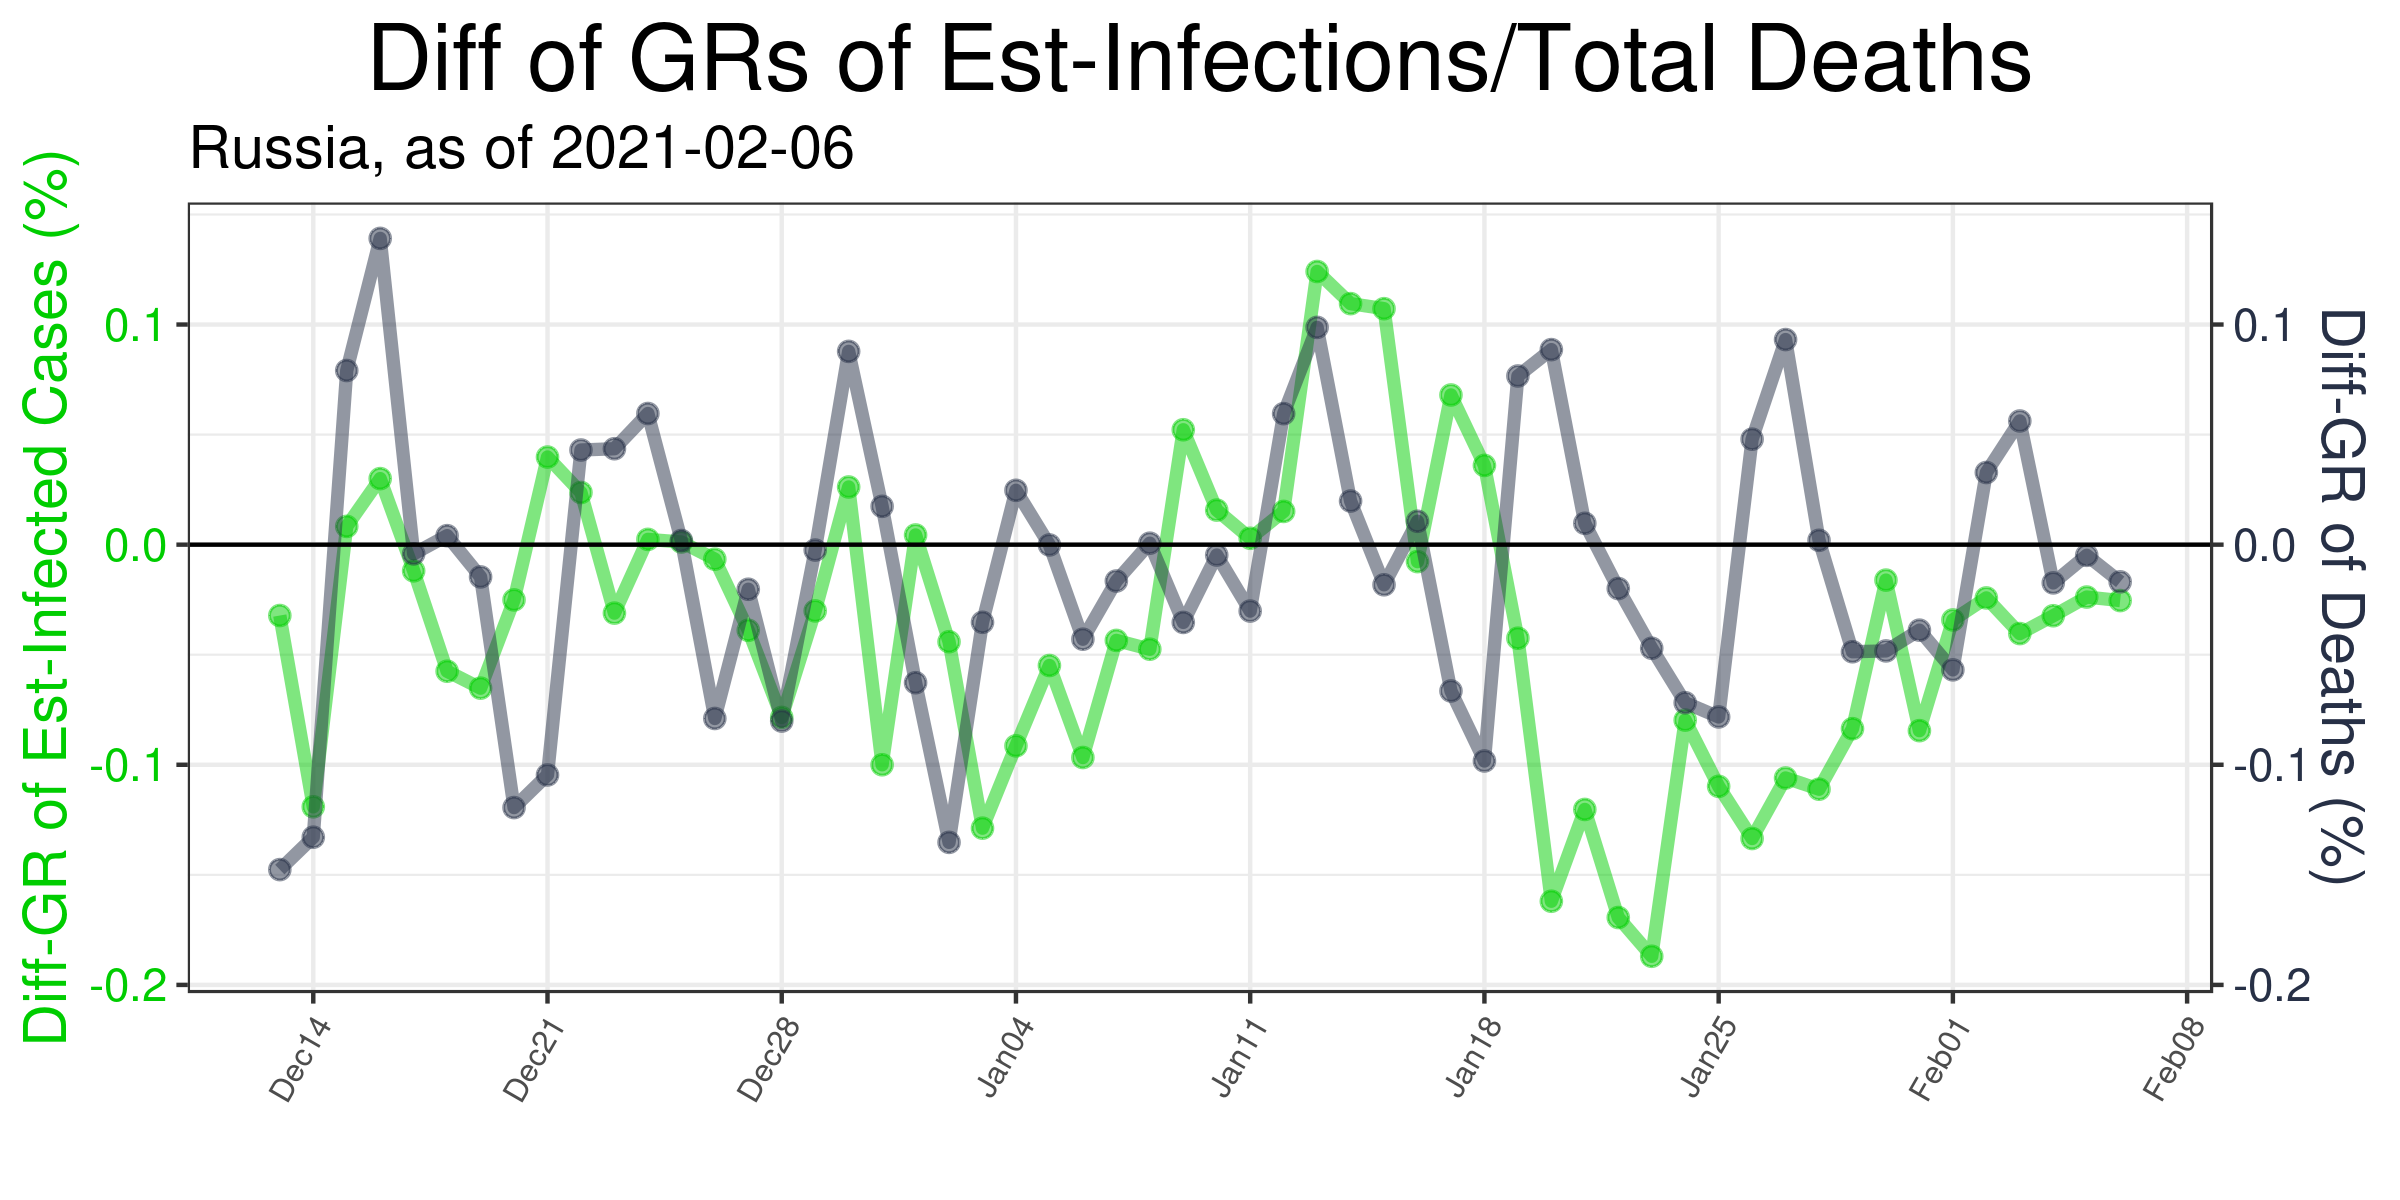 Diff of GRs of Est-Infections/Total Deaths
Russia, as of 2021-02-06
Diff-GR of Est-Infected Cases (%)
0.1
0.0
-0.1
-0.2
0.1
0.0
-0.1
-0.2
Diff-GR of Deaths (%)
Dec14
Dec21
Dec28
Jan04
Jan11
Jan18
Jan25
Feb01
Feb08